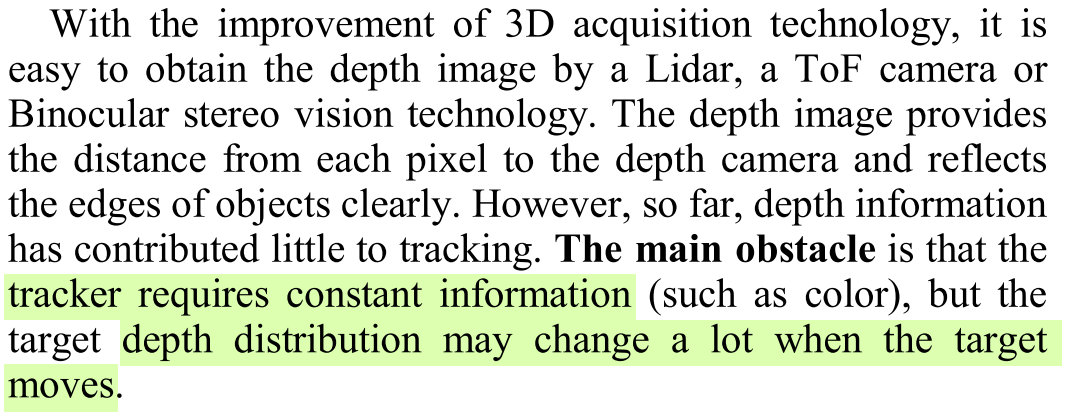 With the improvement of 3D acquisition technology, it is
easy to obtain the depth image by a Lidar, a ToF camera or
Binocular stereo vision technology. The depth image provides
the distance from each pixel to the depth camera and reflects
the edges of objects clearly. However, so far, depth information
has contributed little to tracking. The main obstacle is that the
tracker requires constant information (such as color), but the
target depth distribution may change a lot when the target
moves.